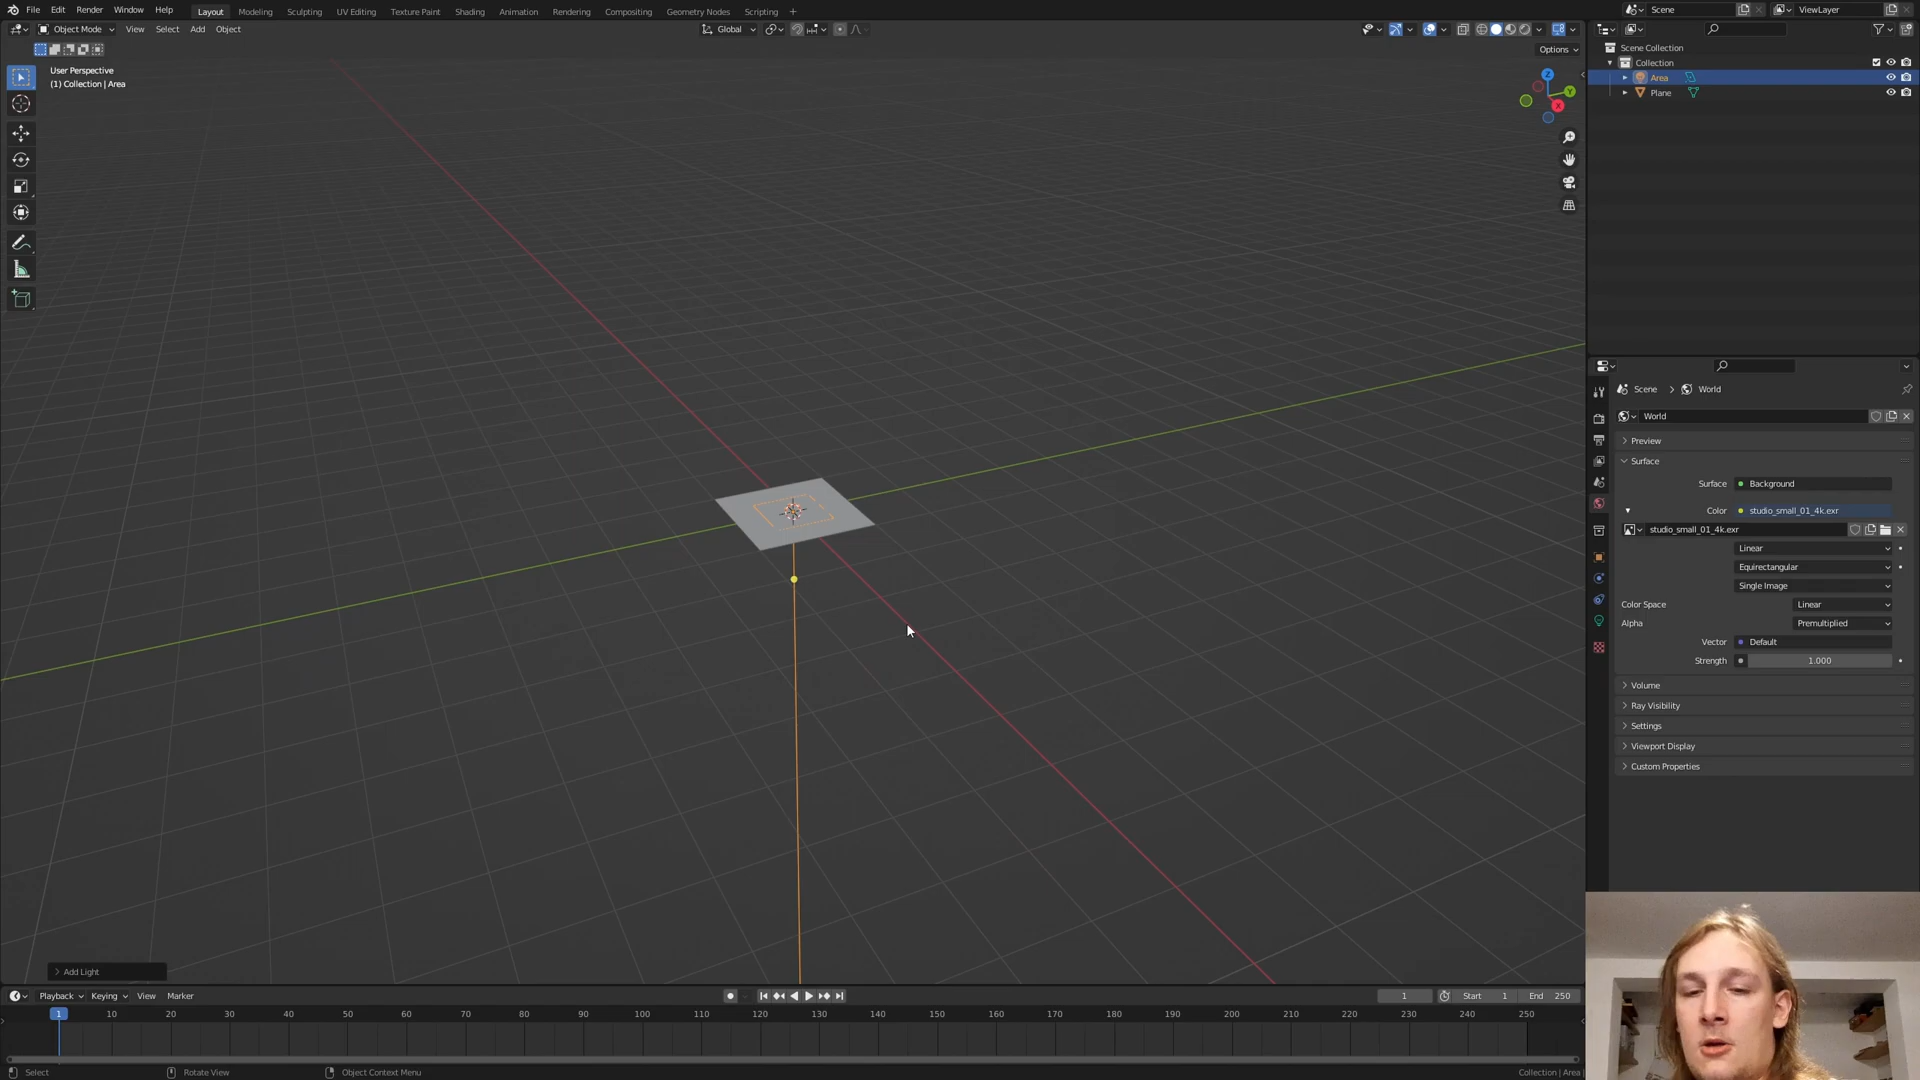 File Edit Render Window Help Layout Modeling Sculpting UV Editing Texture Paint Shading Animation Rendering Compositing Geometry Nodes Scripting + Scene ViewLayer
Object Mode View Select Add Object Global
Options
User Perspective
(1) Collection | Area
Z
Y
X
Scene Collection
Collection
Area
Plane
Scene > World
World
Preview
Surface
Surface Background
Color studio_small_01_4k.exr
studio_small_01_4k.exr
Linear
Equirectangular
Single Image
Color Space Linear
Alpha Premultiplied
Vector Default
Strength 1.000
Volume
Ray Visibility
Settings
Viewport Display
Custom Properties
Add Light
Playback Keying View Marker 1 Start 1 End 250
1 10 20 30 40 50 60 70 80 90 100 110 120 130 140 150 160 170 180 190 200 210 220 230 240 250
Select Rotate View Object Context Menu Collection | Area |